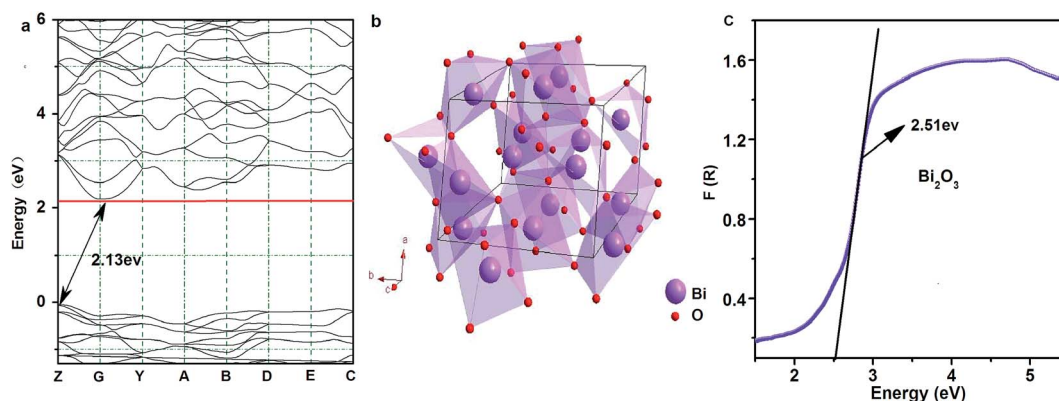 a
6
4
2
0
Energy (eV)
2.13ev
Z G Y A B D E C
b
a
b
c
Bi
O
C
1.6
1.2
0.8
0.4
F (R)
2.51ev
Bi₂O₃
2 3 4 5
Energy (eV)